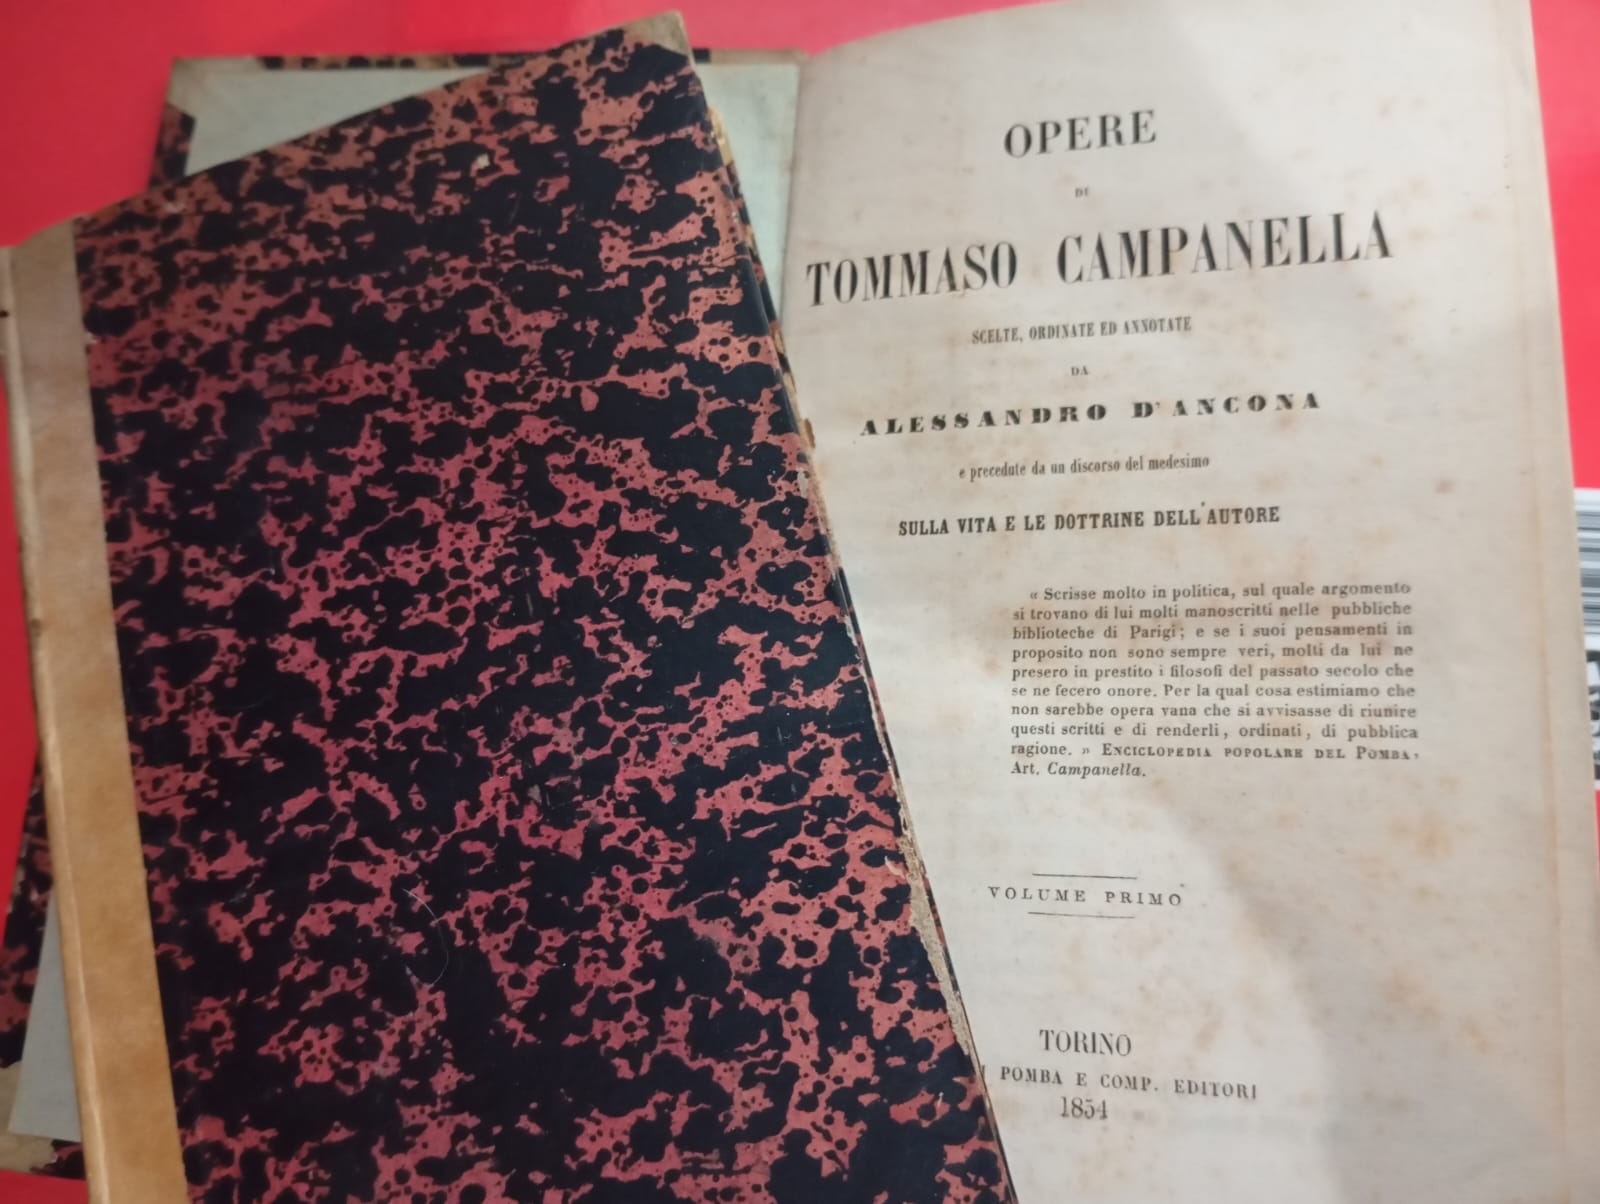 OPERE
DI
TOMMASO CAMPANELLA
SCELTE, ORDINATE ED ANNOTATE
DA
ALESSANDRO D'ANCONA
e precedute da un discorso del medesimo
SULLA VITA E LE DOTTRINE DELL'AUTORE
« Scrisse molto in politica, sul quale argomento
si trovano di lui molti manoscritti nelle pubbliche
biblioteche di Parigi; e se i suoi pensamenti in
proposito non sono sempre veri, molti da lui ne
presero in prestito i filosofi del passato secolo che
se ne fecero onore. Per la qual cosa estimiamo che
non sarebbe opera vana che si avvisasse di riunire
questi scritti e di renderli, ordinati, di pubblica
ragione. » ENCICLOPEDIA POPOLARE DEL POMBA,
Art. Campanella.
VOLUME PRIMO
TORINO
POMBA E COMP. EDITORI
1854